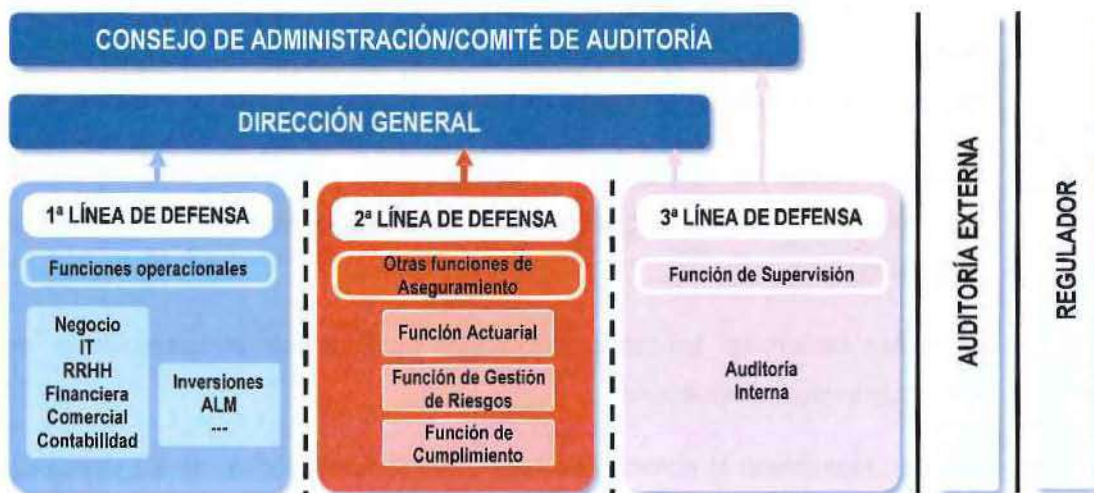 CONSEJO DE ADMINISTRACIÓN/COMITÉ DE AUDITORÍA
DIRECCIÓN GENERAL
1ª LÍNEA DE DEFENSA
Funciones operacionales
Negocio
IT
RRHH
Financiera
Comercial
Contabilidad
Inversiones
ALM
---
2ª LÍNEA DE DEFENSA
Otras funciones de
Aseguramiento
Función Actuarial
Función de Gestión
de Riesgos
Función de
Cumplimiento
3ª LÍNEA DE DEFENSA
Función de Supervisión
Auditoría
Interna
AUDITORÍA EXTERNA
REGULADOR